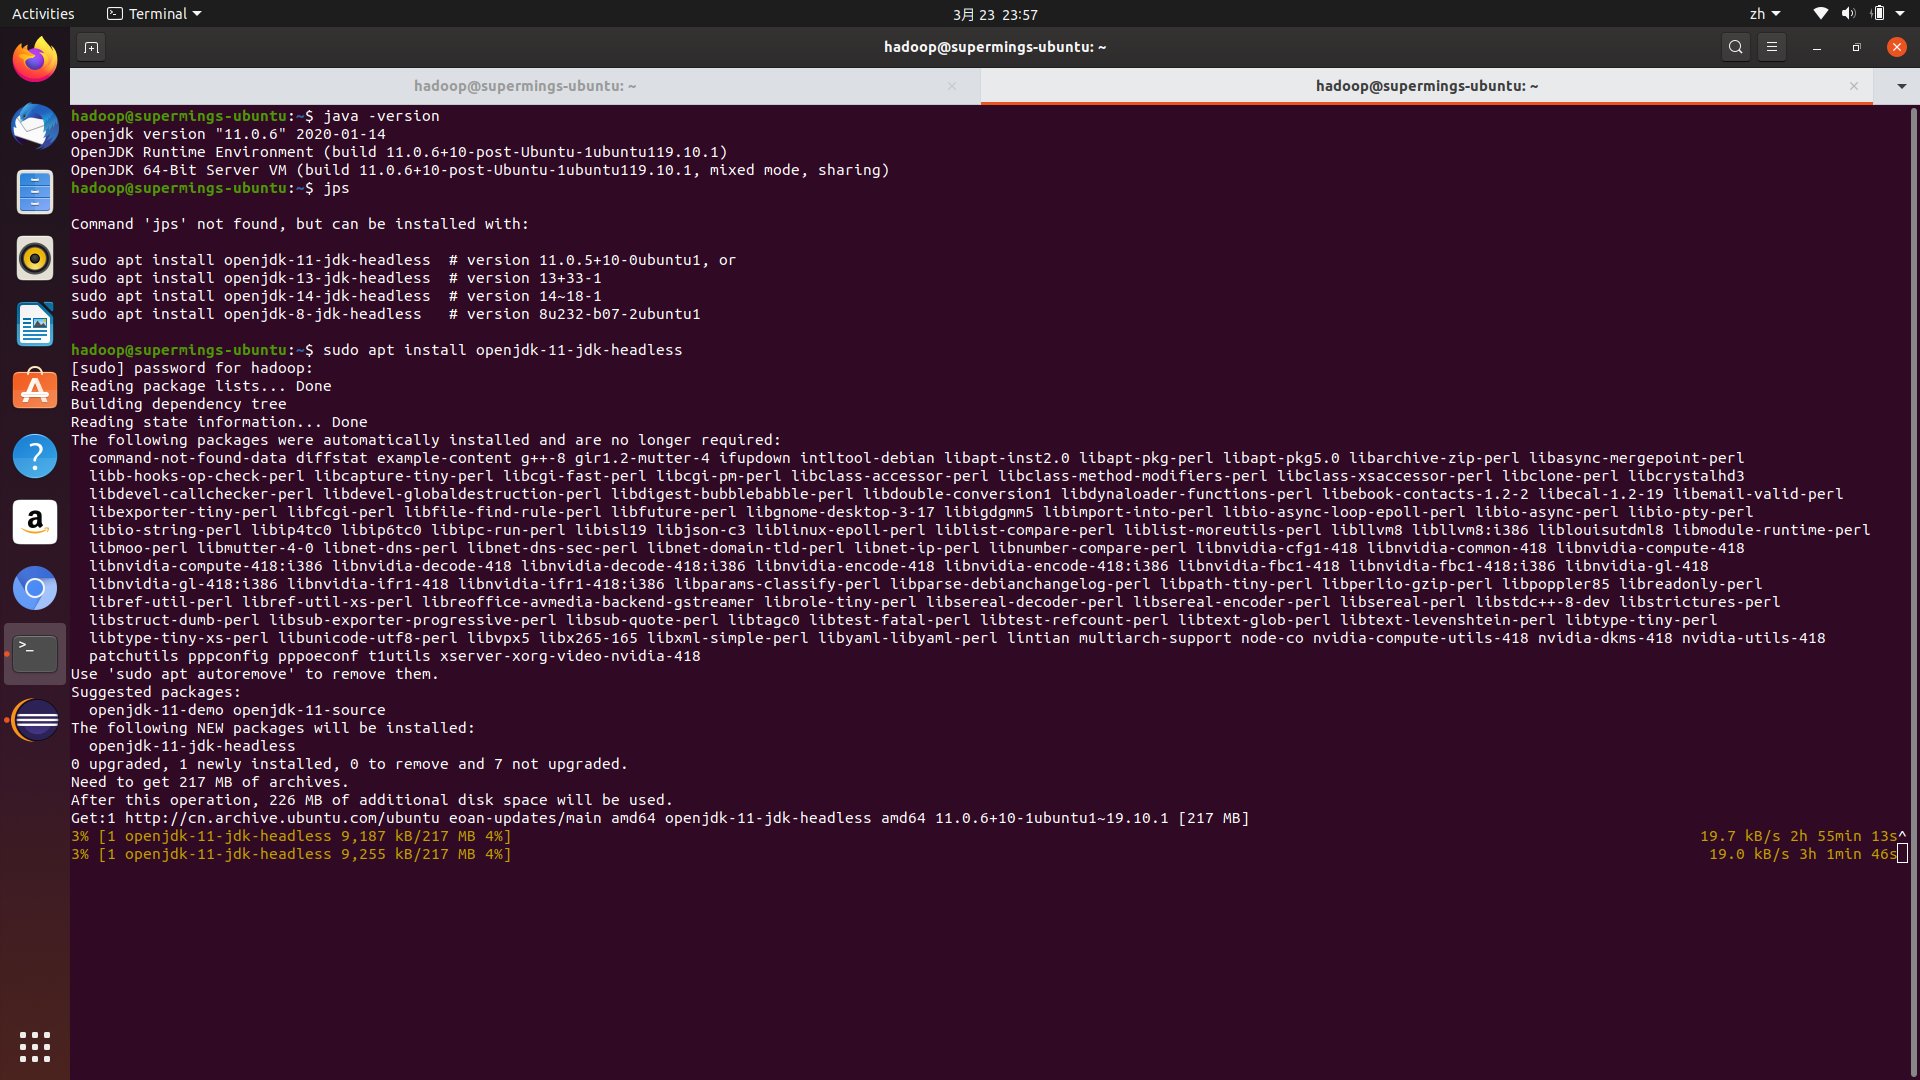 Activities
Terminal
3月 23 23:57
zh
hadoop@supermings-ubuntu: ~
hadoop@supermings-ubuntu: ~
hadoop@supermings-ubuntu: ~
hadoop@supermings-ubuntu:~$ java -version
openjdk version "11.0.6" 2020-01-14
OpenJDK Runtime Environment (build 11.0.6+10-post-Ubuntu-1ubuntu119.10.1)
OpenJDK 64-Bit Server VM (build 11.0.6+10-post-Ubuntu-1ubuntu119.10.1, mixed mode, sharing)
hadoop@supermings-ubuntu:~$ jps
Command 'jps' not found, but can be installed with:
sudo apt install openjdk-11-jdk-headless  # version 11.0.5+10-0ubuntu1, or
sudo apt install openjdk-13-jdk-headless  # version 13+33-1
sudo apt install openjdk-14-jdk-headless  # version 14~18-1
sudo apt install openjdk-8-jdk-headless   # version 8u232-b07-2ubuntu1
hadoop@supermings-ubuntu:~$ sudo apt install openjdk-11-jdk-headless
[sudo] password for hadoop:
Reading package lists... Done
Building dependency tree
Reading state information... Done
The following packages were automatically installed and are no longer required:
  command-not-found-data diffstat example-content g++-8 gir1.2-mutter-4 ifupdown intltool-debian libapt-inst2.0 libapt-pkg-perl libapt-pkg5.0 libarchive-zip-perl libasync-mergepoint-perl
  libb-hooks-op-check-perl libcapture-tiny-perl libcgi-fast-perl libcgi-pm-perl libclass-accessor-perl libclass-method-modifiers-perl libclass-xsaccessor-perl libclone-perl libcrystalhd3
  libdevel-callchecker-perl libdevel-globaldestruction-perl libdigest-bubblebabble-perl libdouble-conversion1 libdynaloader-functions-perl libebook-contacts-1.2-2 libecal-1.2-19 libemail-valid-perl
  libexporter-tiny-perl libfcgi-perl libfile-find-rule-perl libfuture-perl libgnome-desktop-3-17 libigdgmm5 libimport-into-perl libio-async-loop-epoll-perl libio-async-perl libio-pty-perl
  libio-string-perl libip4tc0 libip6tc0 libipc-run-perl libisl19 libjson-c3 liblinux-epoll-perl liblist-compare-perl liblist-moreutils-perl libllvm8 libllvm8:i386 liblouisutdml8 libmodule-runtime-perl
  libmoo-perl libmutter-4-0 libnet-dns-perl libnet-dns-sec-perl libnet-domain-tld-perl libnet-ip-perl libnumber-compare-perl libnvidia-cfg1-418 libnvidia-common-418 libnvidia-compute-418
  libnvidia-compute-418:i386 libnvidia-decode-418 libnvidia-decode-418:i386 libnvidia-encode-418 libnvidia-encode-418:i386 libnvidia-fbc1-418 libnvidia-fbc1-418:i386 libnvidia-gl-418
  libnvidia-gl-418:i386 libnvidia-ifr1-418 libnvidia-ifr1-418:i386 libparams-classify-perl libparse-debianchangelog-perl libpath-tiny-perl libperlio-gzip-perl libpoppler85 libreadonly-perl
  libref-util-perl libref-util-xs-perl libreoffice-avmedia-backend-gstreamer librole-tiny-perl libsereal-decoder-perl libsereal-encoder-perl libsereal-perl libstdc++-8-dev libstrictures-perl
  libstruct-dumb-perl libsub-exporter-progressive-perl libsub-quote-perl libtagc0 libtest-fatal-perl libtest-refcount-perl libtext-glob-perl libtext-levenshtein-perl libtype-tiny-perl
  libtype-tiny-xs-perl libunicode-utf8-perl libvpx5 libx265-165 libxml-simple-perl libyaml-libyaml-perl lintian multiarch-support node-co nvidia-compute-utils-418 nvidia-dkms-418 nvidia-utils-418
  patchutils pppconfig pppoeconf t1utils xserver-xorg-video-nvidia-418
Use 'sudo apt autoremove' to remove them.
Suggested packages:
  openjdk-11-demo openjdk-11-source
The following NEW packages will be installed:
  openjdk-11-jdk-headless
0 upgraded, 1 newly installed, 0 to remove and 7 not upgraded.
Need to get 217 MB of archives.
After this operation, 226 MB of additional disk space will be used.
Get:1 http://cn.archive.ubuntu.com/ubuntu eoan-updates/main amd64 openjdk-11-jdk-headless amd64 11.0.6+10-1ubuntu1~19.10.1 [217 MB]
3% [1 openjdk-11-jdk-headless 9,187 kB/217 MB 4%] 19.7 kB/s 2h 55min 13s^
3% [1 openjdk-11-jdk-headless 9,255 kB/217 MB 4%] 19.0 kB/s 3h 1min 46s